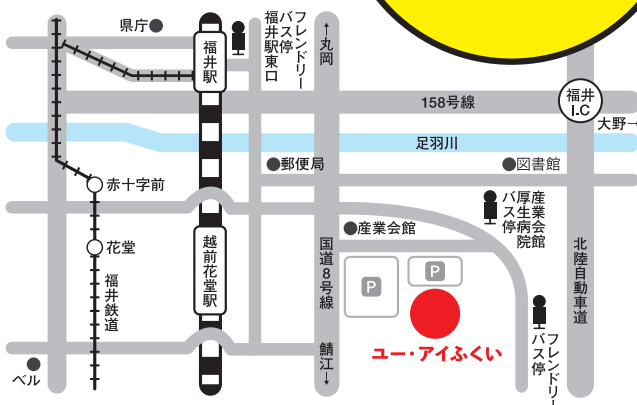 県庁
福井駅
フレンドリーバス停
福井駅東口
↑丸岡
158号線
福井
I.C
大野→
足羽川
郵便局
図書館
赤十字前
産業会館
厚生病院
バス停
産業会館
花堂
越前花堂駅
国道8号線
北陸自動車道
P
P
福井鉄道
ユー・アイふくい
フレンドリー
バス停
鯖江↓
ベル